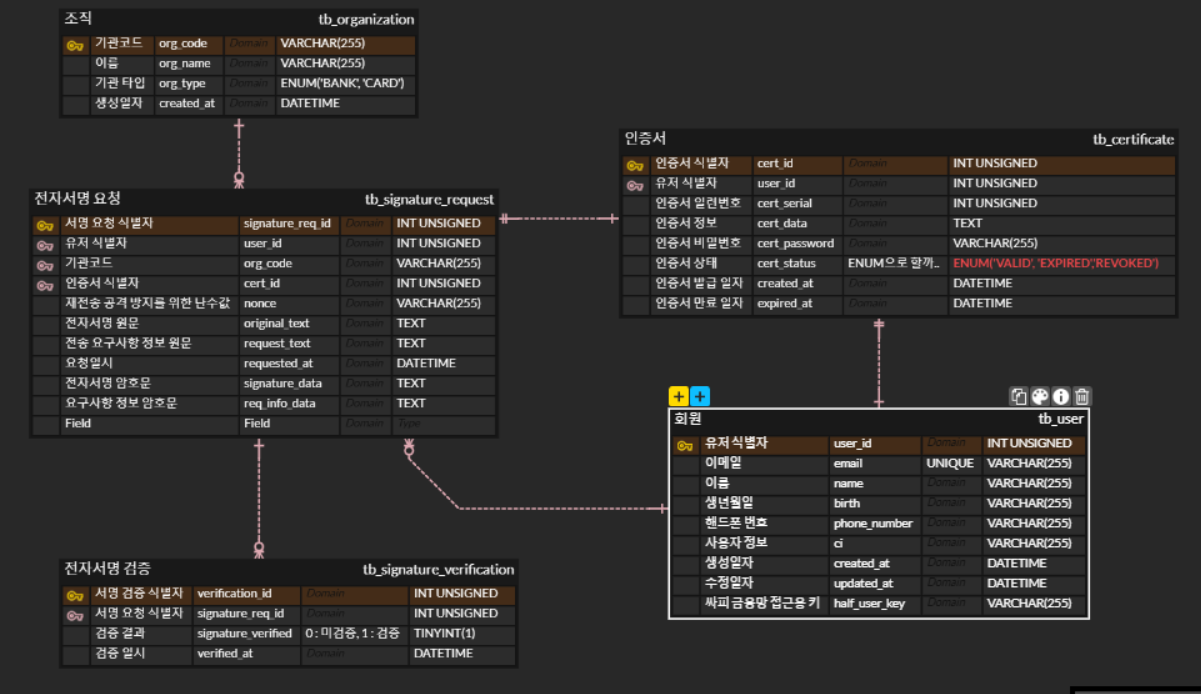 조직 tb_organization
기관코드 org_code Domain VARCHAR(255)
이름 org_name Domain VARCHAR(255)
기관 타입 org_type Domain ENUM('BANK', 'CARD')
생성일자 created_at Domain DATETIME
인증서 tb_certificate
인증서 식별자 cert_id Domain INT UNSIGNED
유저 식별자 user_id Domain INT UNSIGNED
인증서 일련번호 cert_serial Domain INT UNSIGNED
인증서 정보 cert_data Domain TEXT
인증서 비밀번호 cert_password Domain VARCHAR(255)
인증서 상태 cert_status ENUM으로 할까.. ENUM('VALID', 'EXPIRED','REVOKED')
인증서 발급 일자 created_at Domain DATETIME
인증서 만료 일자 expired_at Domain DATETIME
전자서명 요청 tb_signature_request
서명 요청 식별자 signature_req_id Domain INT UNSIGNED
유저 식별자 user_id Domain INT UNSIGNED
기관코드 org_code Domain VARCHAR(255)
인증서 식별자 cert_id Domain INT UNSIGNED
재전송 공격 방지를 위한 난수값 nonce Domain VARCHAR(255)
전자서명 원문 original_text Domain TEXT
전송 요구사항 정보 원문 request_text Domain TEXT
요청일시 requested_at Domain DATETIME
전자서명 암호문 signature_data Domain TEXT
요구사항 정보 암호문 req_info_data Domain TEXT
Field Field Domain Type
회원 tb_user
유저 식별자 user_id Domain INT UNSIGNED
이메일 email UNIQUE VARCHAR(255)
이름 name Domain VARCHAR(255)
생년월일 birth Domain VARCHAR(255)
핸드폰 번호 phone_number Domain VARCHAR(255)
사용자 정보 ci Domain VARCHAR(255)
생성일자 created_at Domain DATETIME
수정일자 updated_at Domain DATETIME
싸피 금융망 접근용 키 half_user_key Domain VARCHAR(255)
전자서명 검증 tb_signature_verification
서명 검증 식별자 verification_id Domain INT UNSIGNED
서명 요청 식별자 signature_req_id Domain INT UNSIGNED
검증 결과 signature_verified 0 : 미검증, 1 : 검증 TINYINT(1)
검증 일시 verified_at Domain DATETIME